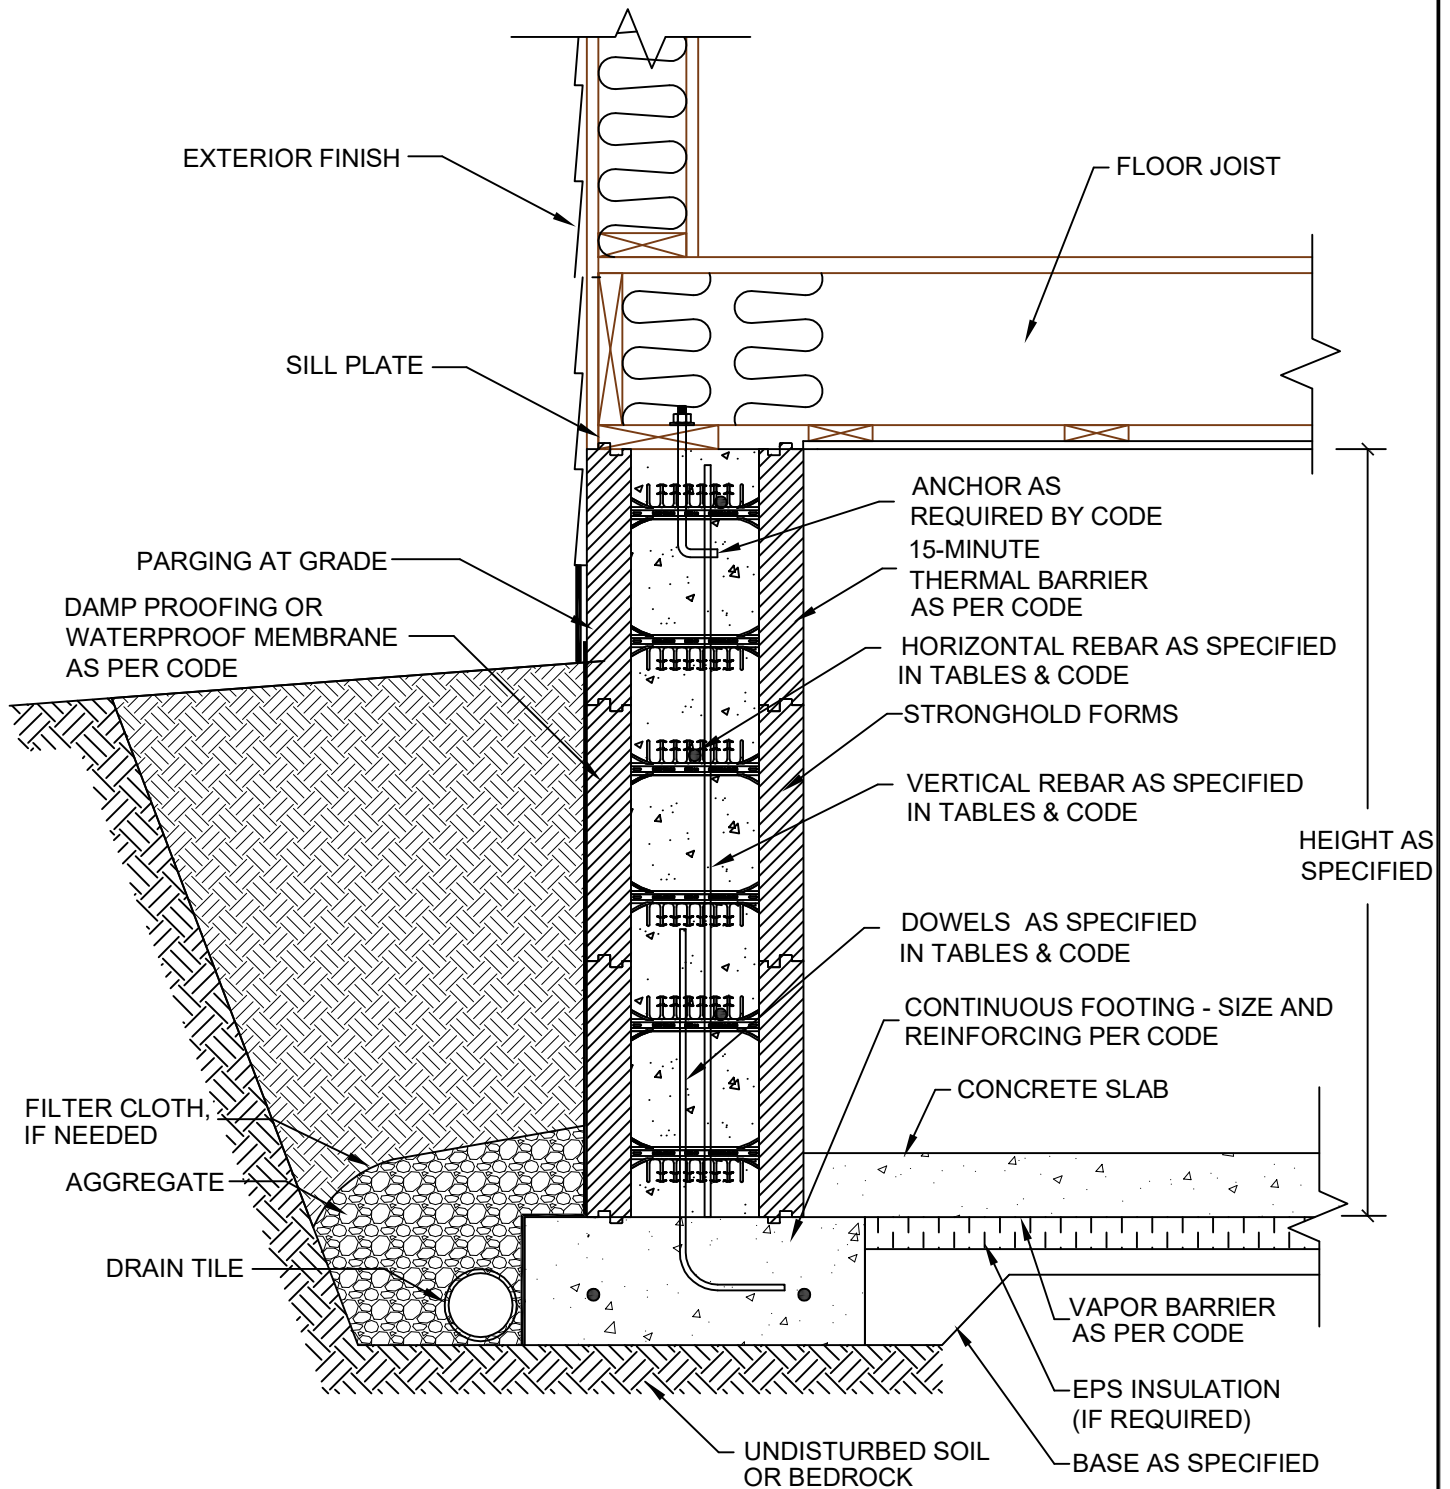 EXTERIOR FINISH
FLOOR JOIST
SILL PLATE
ANCHOR AS
REQUIRED BY CODE
PARGING AT GRADE
15-MINUTE
THERMAL BARRIER
AS PER CODE
DAMP PROOFING OR
WATERPROOF MEMBRANE
AS PER CODE
HORIZONTAL REBAR AS SPECIFIED
IN TABLES & CODE
STRONGHOLD FORMS
VERTICAL REBAR AS SPECIFIED
IN TABLES & CODE
HEIGHT AS
SPECIFIED
DOWELS AS SPECIFIED
IN TABLES & CODE
CONTINUOUS FOOTING - SIZE AND
REINFORCING PER CODE
CONCRETE SLAB
FILTER CLOTH,
IF NEEDED
AGGREGATE
DRAIN TILE
VAPOR BARRIER
AS PER CODE
EPS INSULATION
(IF REQUIRED)
BASE AS SPECIFIED
UNDISTURBED SOIL
OR BEDROCK